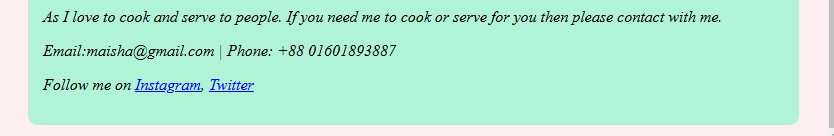 As I love to cook and serve to people. If you need me to cook or serve for you then please contact with me.
Email:maisha@gmail.com | Phone: +88 01601893887
Follow me on Instagram, Twitter